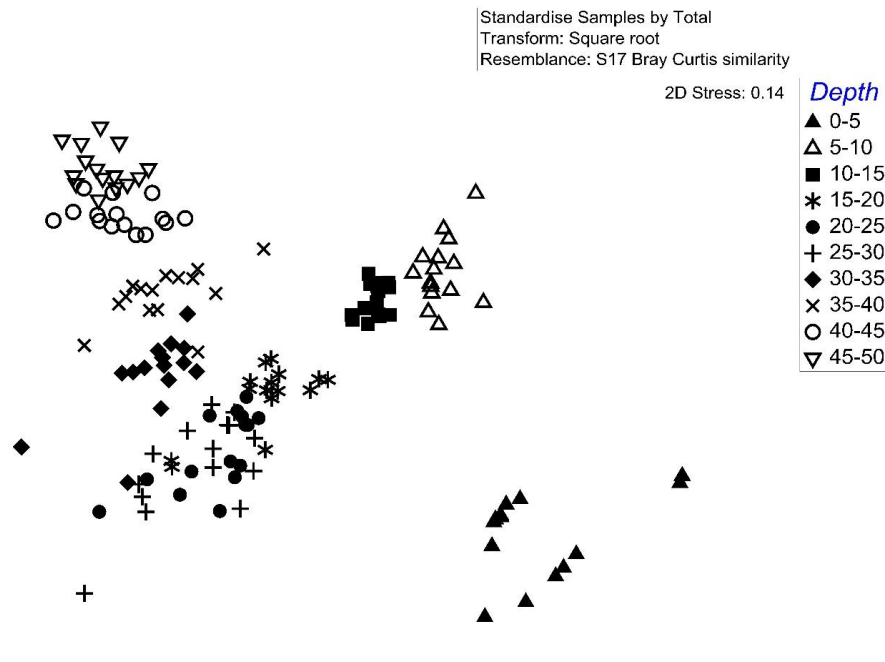 Standardise Samples by Total
Transform: Square root
Resemblance: S17 Bray Curtis similarity
2D Stress: 0.14
Depth
0-5
5-10
10-15
15-20
20-25
25-30
30-35
35-40
40-45
45-50